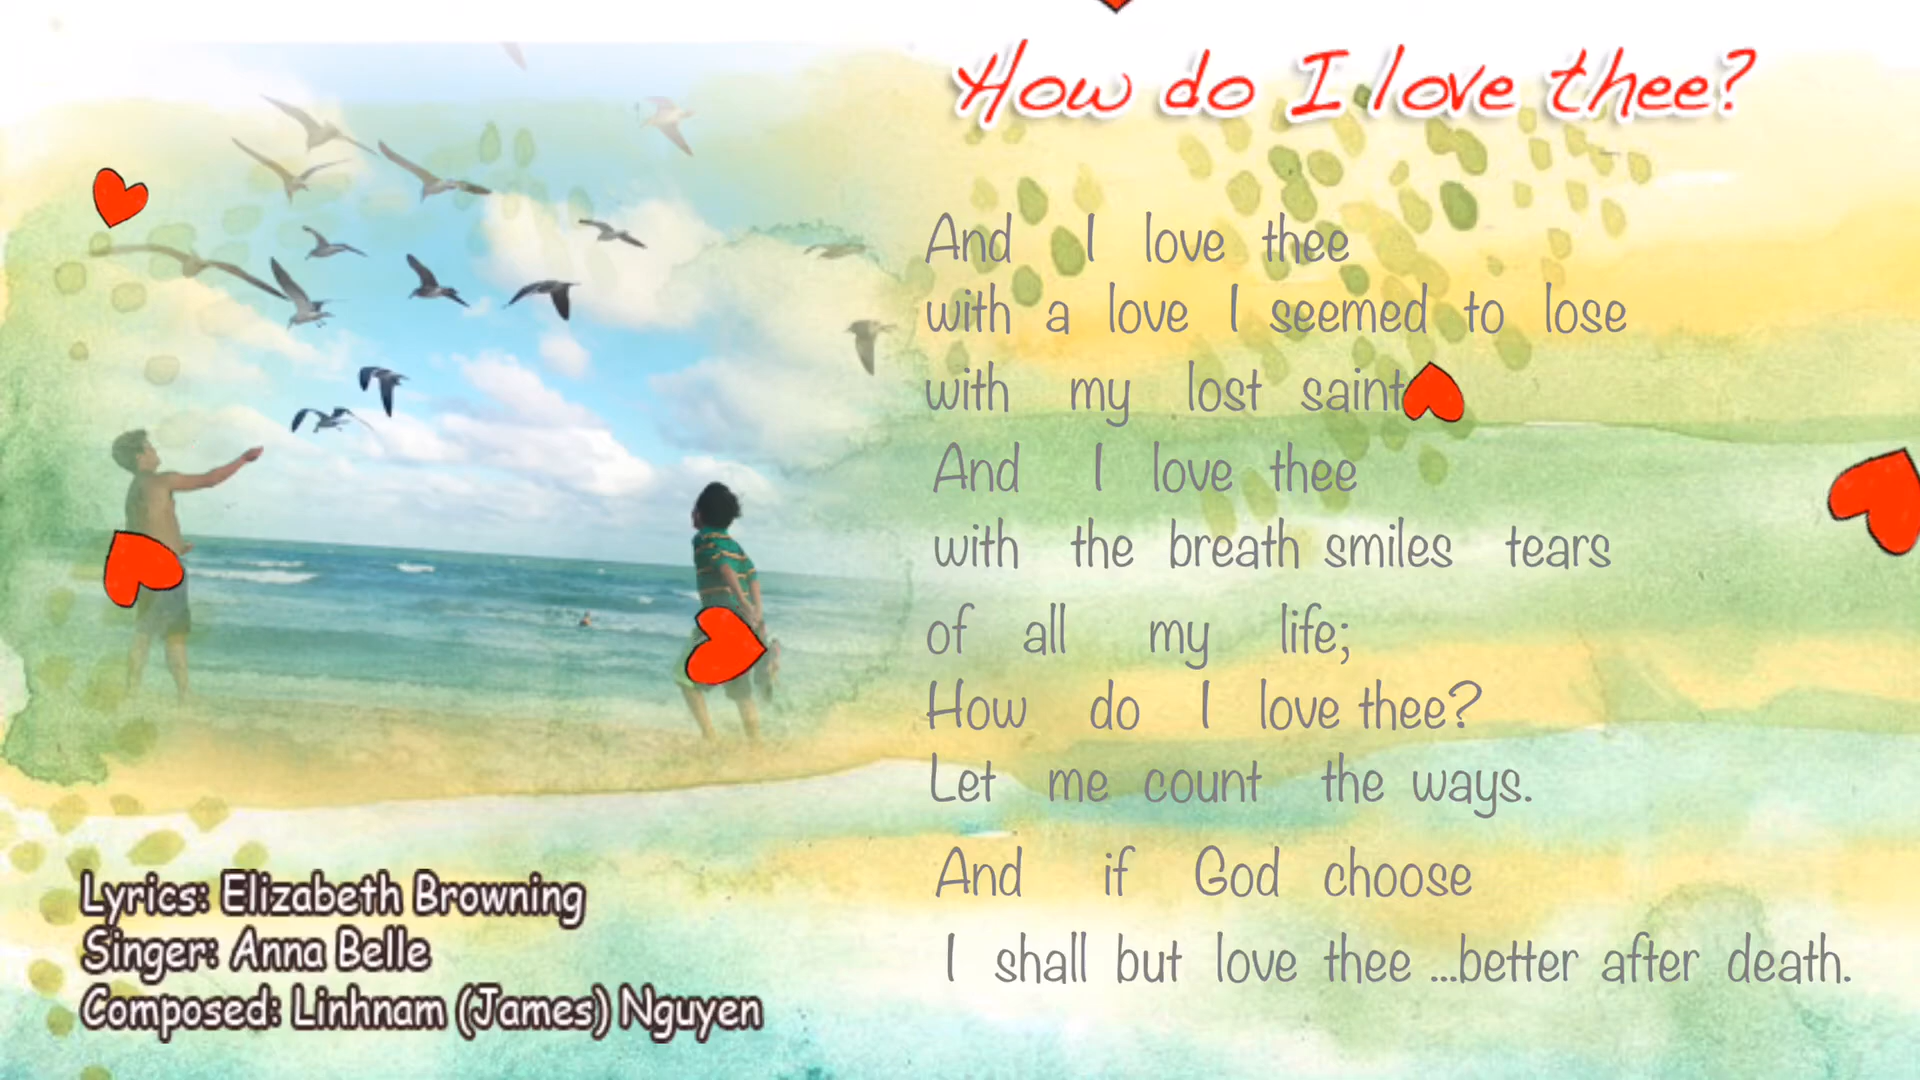 How do I love thee?
And I love thee
with a love I seemed to lose
with my lost saint
And I love thee
with the breath smiles tears
of all my life;
How do I love thee?
Let me count the ways.
And if God choose
I shall but love thee ...better after death.
Lyrics: Elizabeth Browning
Singer: Anna Belle
Composed: Linhnam (James) Nguyen